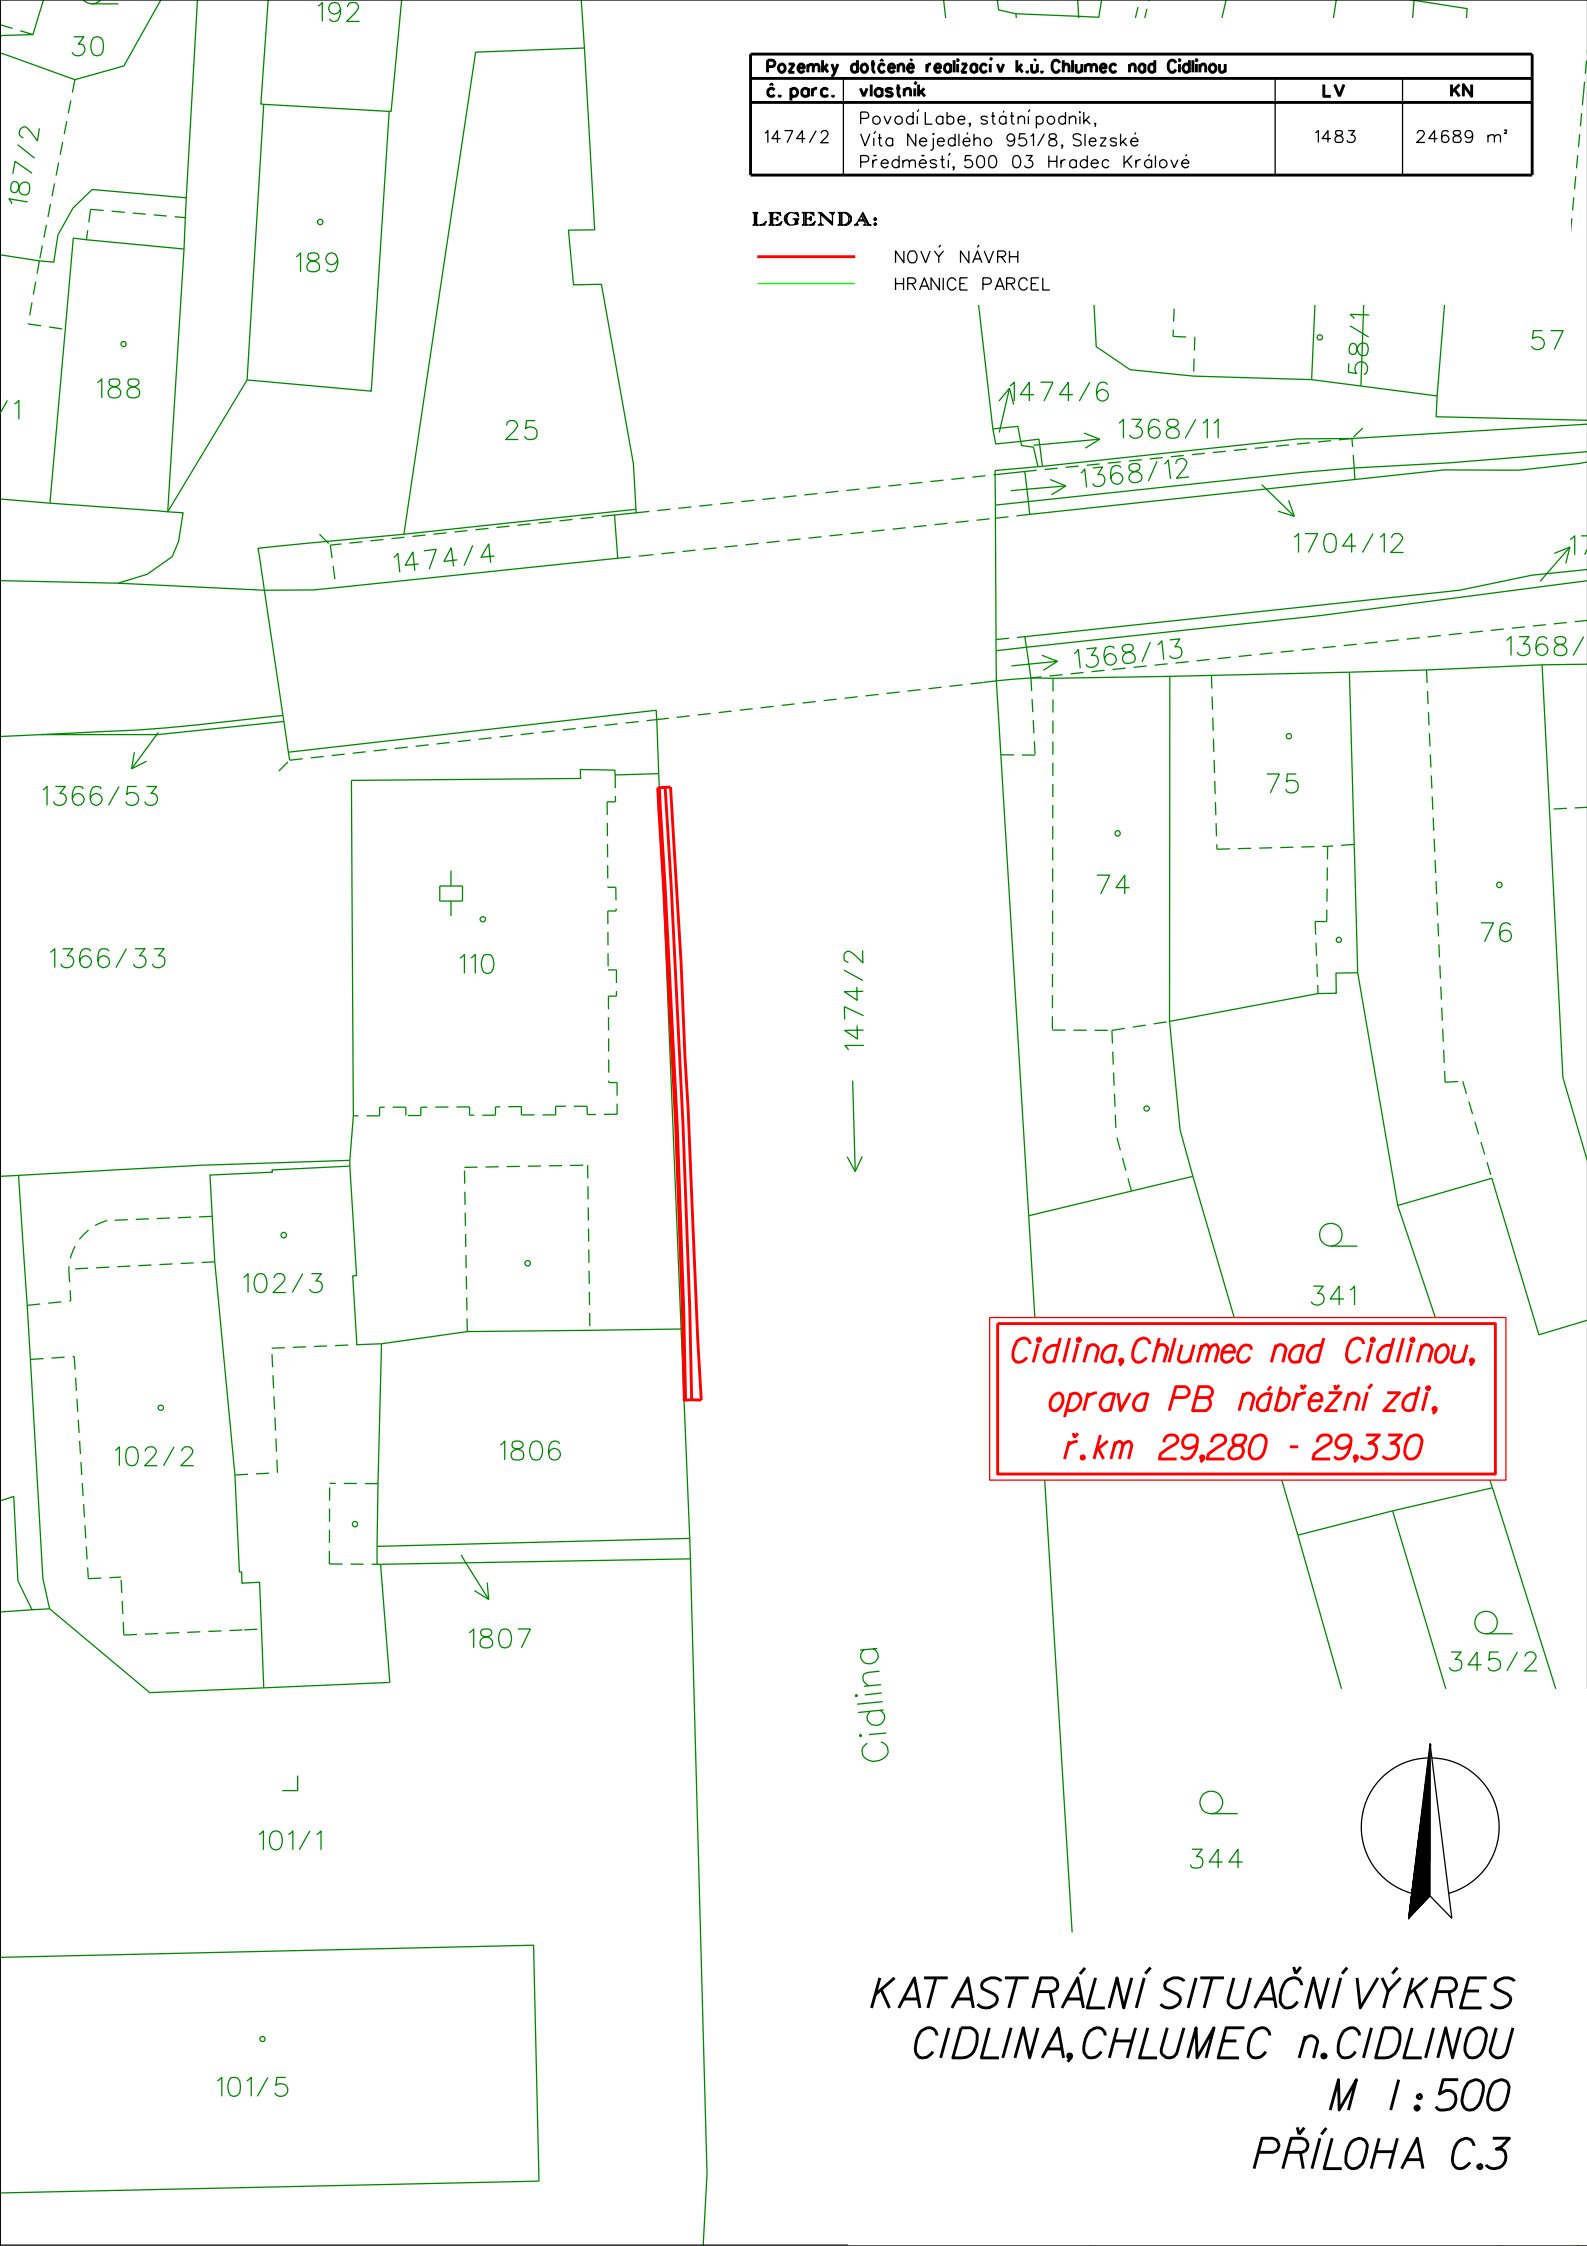 192
30
Pozemky dotčené realizací v k.ú. Chlumec nad Cidlinou
č. parc. vlastník LV KN
1474/2 Povodí Labe, státní podnik, Víta Nejedlého 951/8, Slezské Předměstí, 500 03 Hradec Králové 1483 24689 m²
187/2
LEGENDA:
NOVÝ NÁVRH
HRANICE PARCEL
189
58/1
57
188
/1
1474/6
25
1368/11
1368/12
1474/4
1704/12
17
1368/13
1368/
1366/53
75
74
76
1366/33
110
1474/2
102/3
341
Cidlina, Chlumec nad Cidlinou,
oprava PB nábřežní zdi,
ř.km 29,280 - 29,330
102/2
1806
1807
345/2
Cidlina
101/1
344
KATASTRÁLNÍ SITUAČNÍ VÝKRES
CIDLINA, CHLUMEC n.CIDLINOU
M 1:500
PŘÍLOHA C.3
101/5